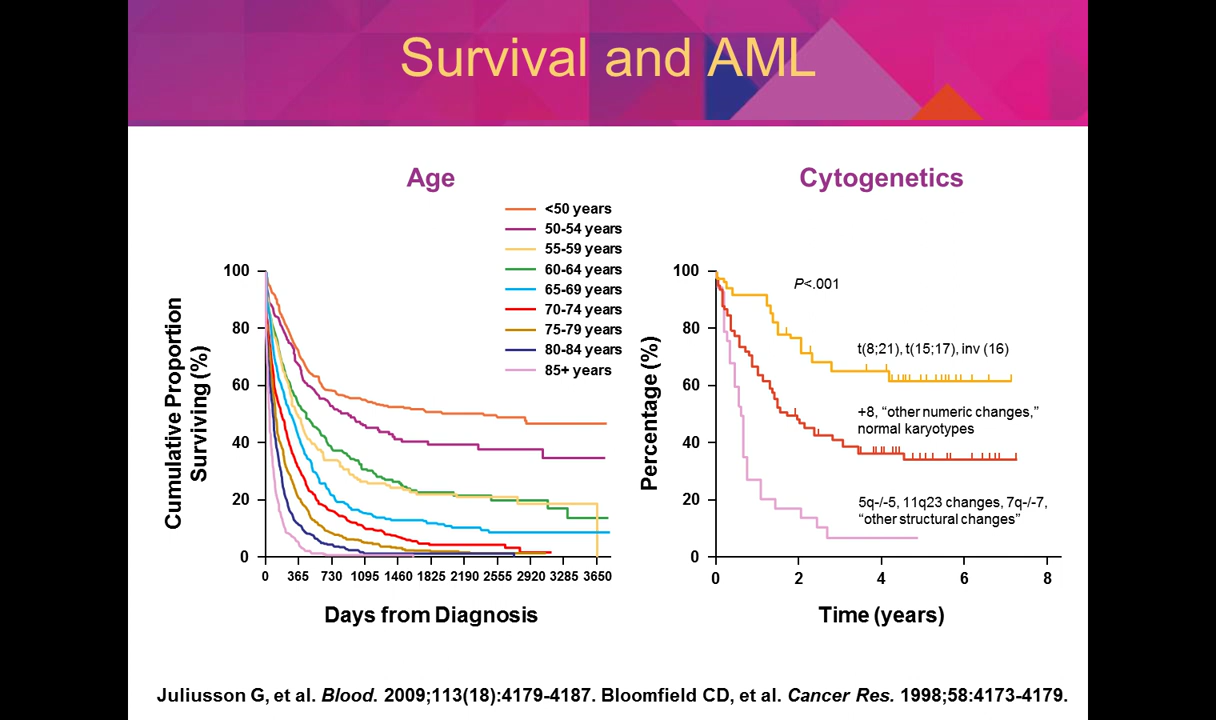 Survival and AML
Age
<50 years
50-54 years
55-59 years
60-64 years
65-69 years
70-74 years
75-79 years
80-84 years
85+ years
Cumulative Proportion
Surviving (%)
100
80
60
40
20
0
0 365 730 1095 1460 1825 2190 2555 2920 3285 3650
Days from Diagnosis
Cytogenetics
Percentage (%)
100
80
60
40
20
0
P<.001
t(8;21), t(15;17), inv (16)
+8, “other numeric changes,”
normal karyotypes
5q-/-5, 11q23 changes, 7q-/-7,
“other structural changes”
0 2 4 6 8
Time (years)
Juliusson G, et al. Blood. 2009;113(18):4179-4187. Bloomfield CD, et al. Cancer Res. 1998;58:4173-4179.